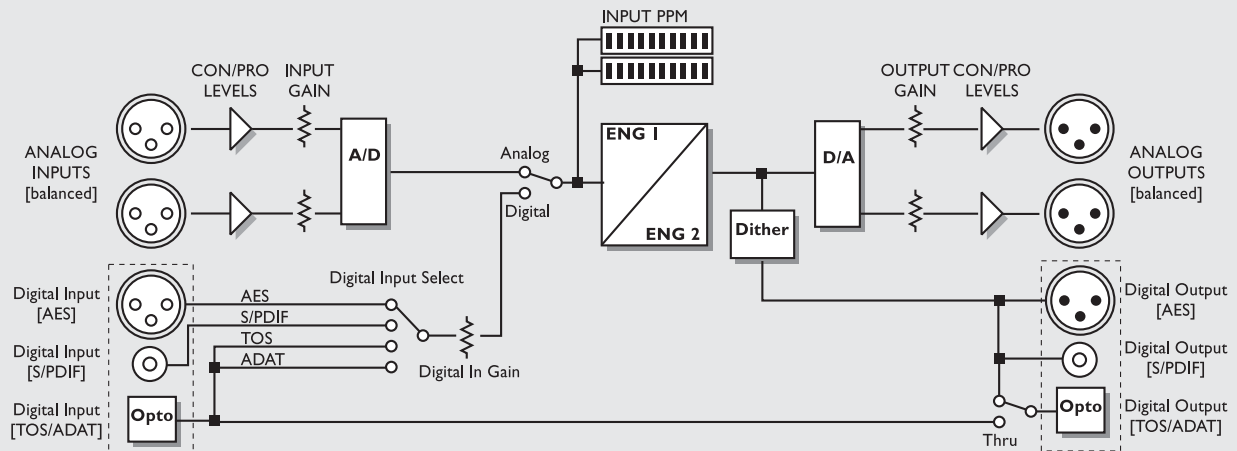 INPUT PPM
CON/PRO
LEVELS
INPUT
GAIN
OUTPUT
GAIN
CON/PRO
LEVELS
ANALOG
INPUTS
[balanced]
A/D
Analog
Digital
ENG 1
ENG 2
D/A
Dither
ANALOG
OUTPUTS
[balanced]
Digital Input
[AES]
Digital Input Select
AES
S/PDIF
TOS
ADAT
Digital In Gain
Digital Input
[S/PDIF]
Digital Input
[TOS/ADAT]
Opto
Digital Output
[AES]
Digital Output
[S/PDIF]
Thru
Opto
Digital Output
[TOS/ADAT]